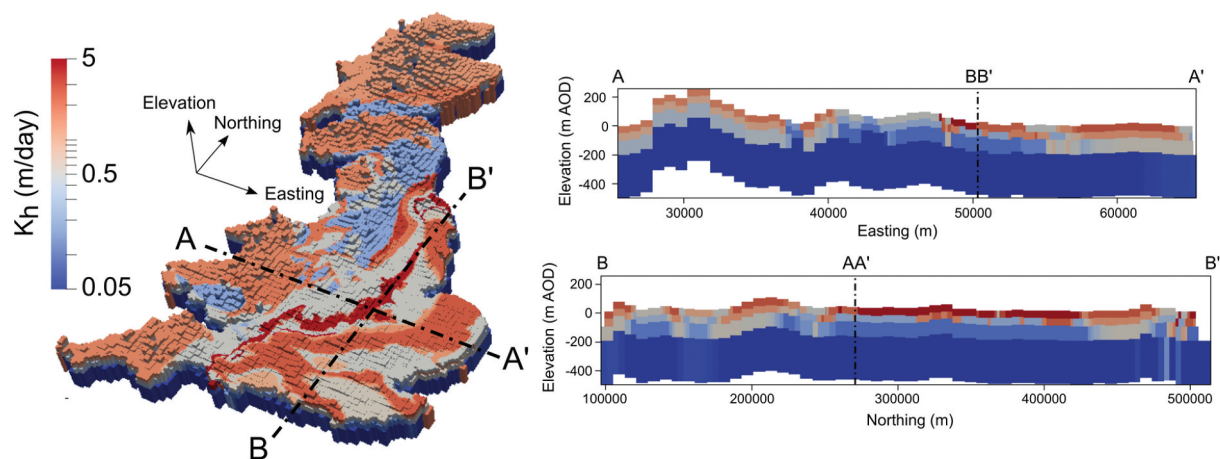 5
0.5
0.05
Kh (m/day)
Elevation
Northing
Easting
A
A'
B
B'
A
BB'
A'
Elevation (m AOD)
200
0
-200
-400
30000 40000 50000 60000
Easting (m)
B
AA'
B'
Elevation (m AOD)
200
0
-200
-400
100000 200000 300000 400000 500000
Northing (m)